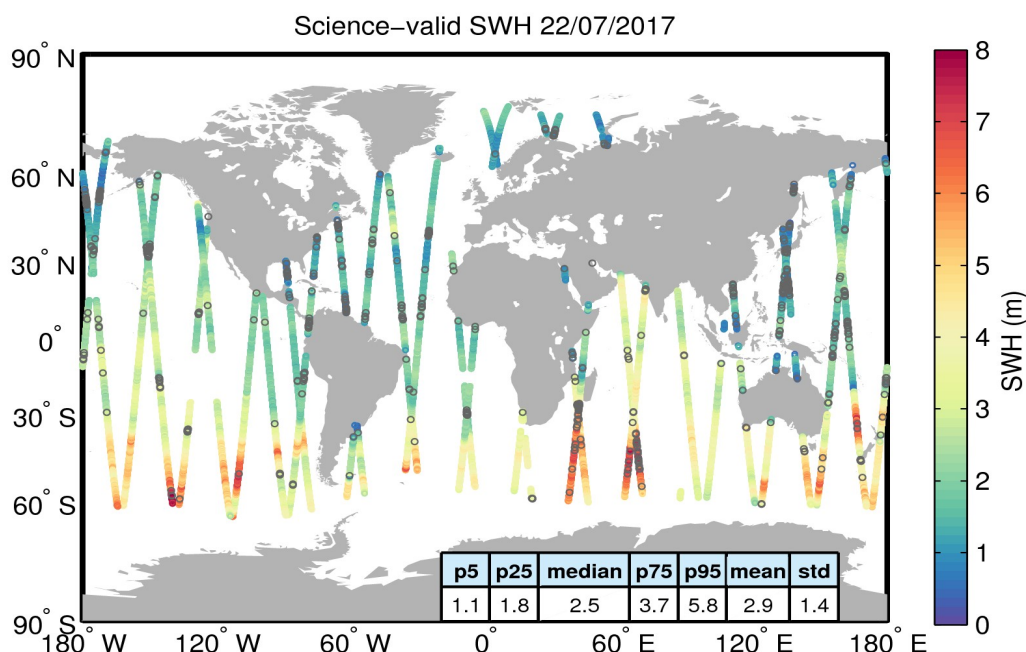 Science−valid SWH 22/07/2017
90° N
60° N
30° N
0°
30° S
60° S
90° S
180° W
120° W
60° W
0°
60° E
120° E
180° E
p5 p25 median p75 p95 mean std
1.1 1.8 2.5 3.7 5.8 2.9 1.4
8
7
6
5
4
3
2
1
0
SWH (m)